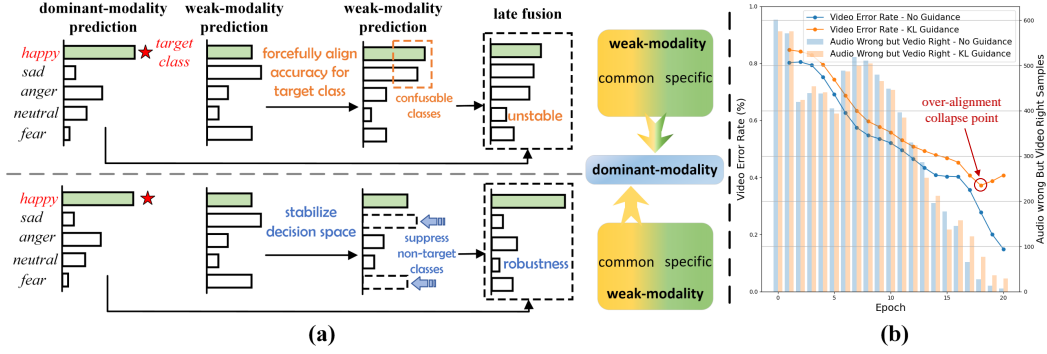 dominant-modality
prediction
weak-modality
prediction
weak-modality
prediction
late fusion
happy
sad
anger
neutral
fear
target
class
forcefully align
accuracy for
target class
confusable
classes
unstable
happy
sad
anger
neutral
fear
stabilize
decision space
suppress
non-target
classes
robustness
weak-modality
common specific
dominant-modality
common specific
weak-modality
(a)
Video Error Rate - No Guidance
Video Error Rate - KL Guidance
Audio Wrong but Vedio Right - No Guidance
Audio Wrong but Vedio Right - KL Guidance
over-alignment
collapse point
Video Error Rate (%)
1.0
0.8
0.6
0.4
0.2
0.0
0 5 10 15 20
Epoch
600
500
400
300
200
100
0
Audio wrong but Video Right Samples
(b)